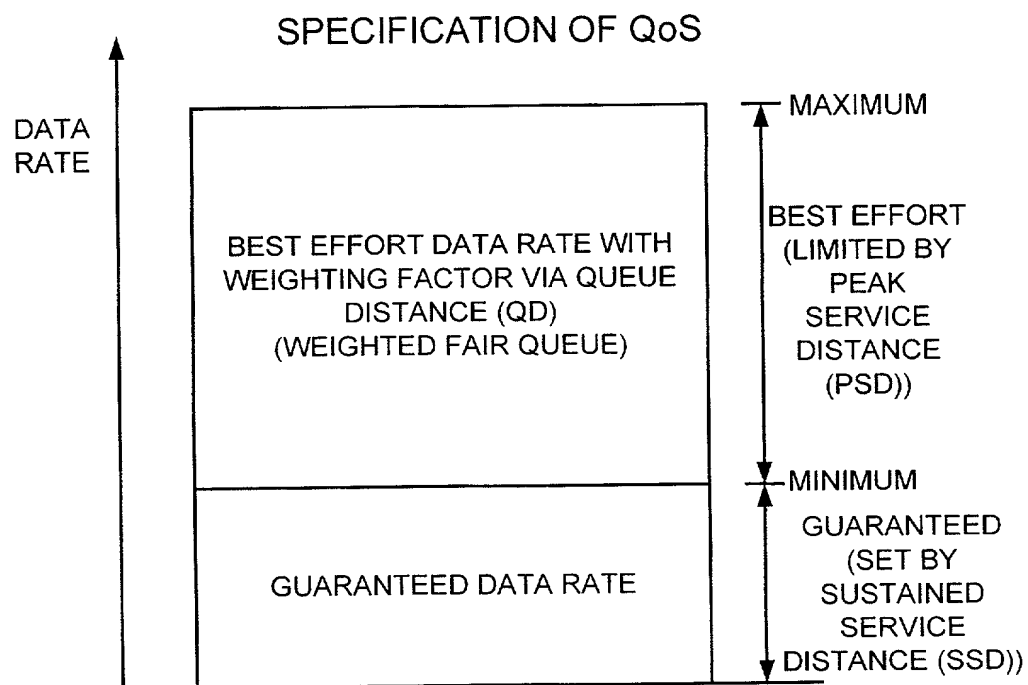 SPECIFICATION OF QoS
DATA
RATE
MAXIMUM
BEST EFFORT DATA RATE WITH
WEIGHTING FACTOR VIA QUEUE
DISTANCE (QD)
(WEIGHTED FAIR QUEUE)
BEST EFFORT
(LIMITED BY
PEAK
SERVICE
DISTANCE
(PSD))
MINIMUM
GUARANTEED DATA RATE
GUARANTEED
(SET BY
SUSTAINED
SERVICE
DISTANCE (SSD))